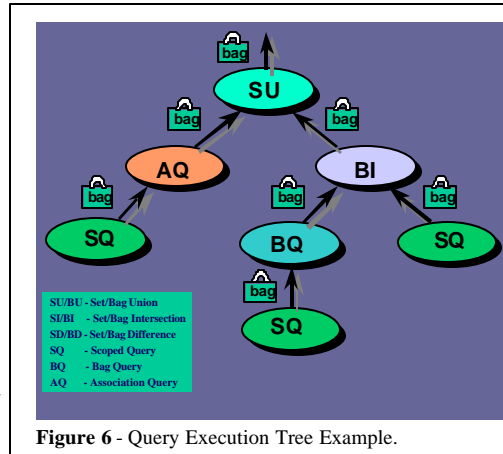 bag
SU
bag
bag
AQ
BI
bag
bag
bag
SQ
BQ
SQ
bag
SQ
SU/BU - Set/Bag Union
SI/BI - Set/Bag Intersection
SD/BD - Set/Bag Difference
SQ - Scoped Query
BQ - Bag Query
AQ - Association Query
Figure 6 - Query Execution Tree Example.